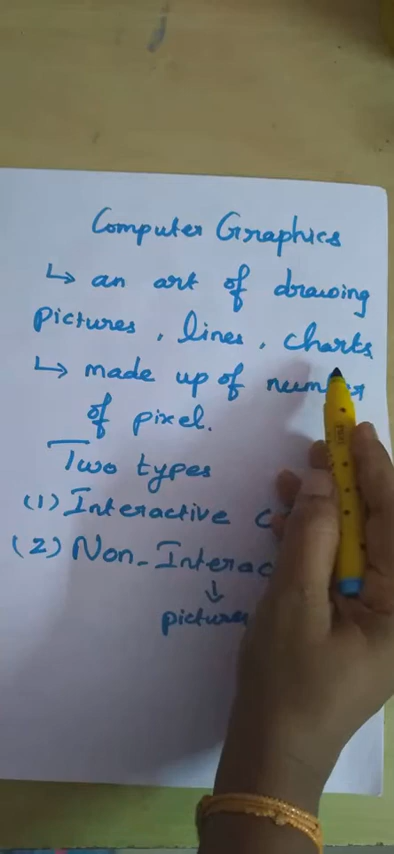 Computer Graphics
↳ an art of drawing
pictures, lines, charts
↳ made up of number
of pixel.
Two types
(1) Interactive
(2) Non-Interac
↓
pictures